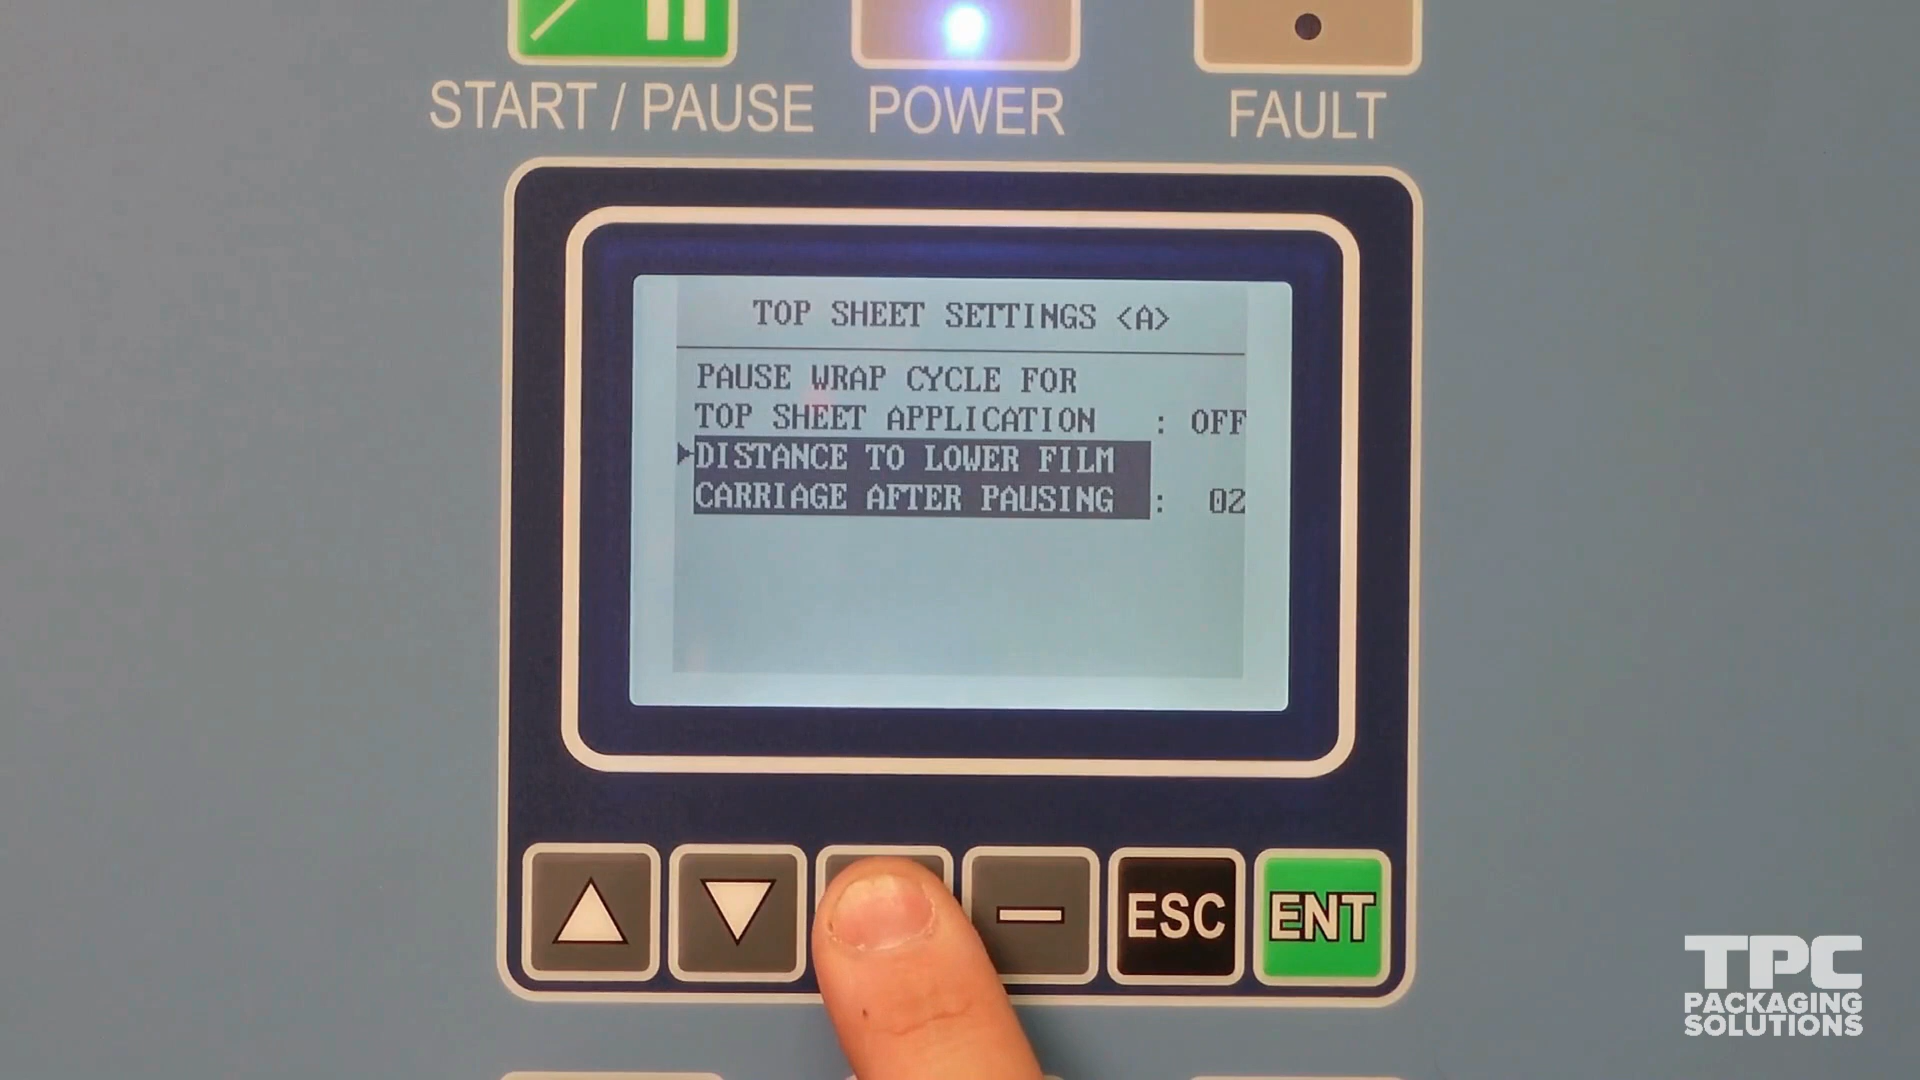 START / PAUSE
POWER
FAULT
TOP SHEET SETTINGS <A>
PAUSE WRAP CYCLE FOR
TOP SHEET APPLICATION : OFF
DISTANCE TO LOWER FILM
CARRIAGE AFTER PAUSING : 02
ESC
ENT
TPC
PACKAGING
SOLUTIONS